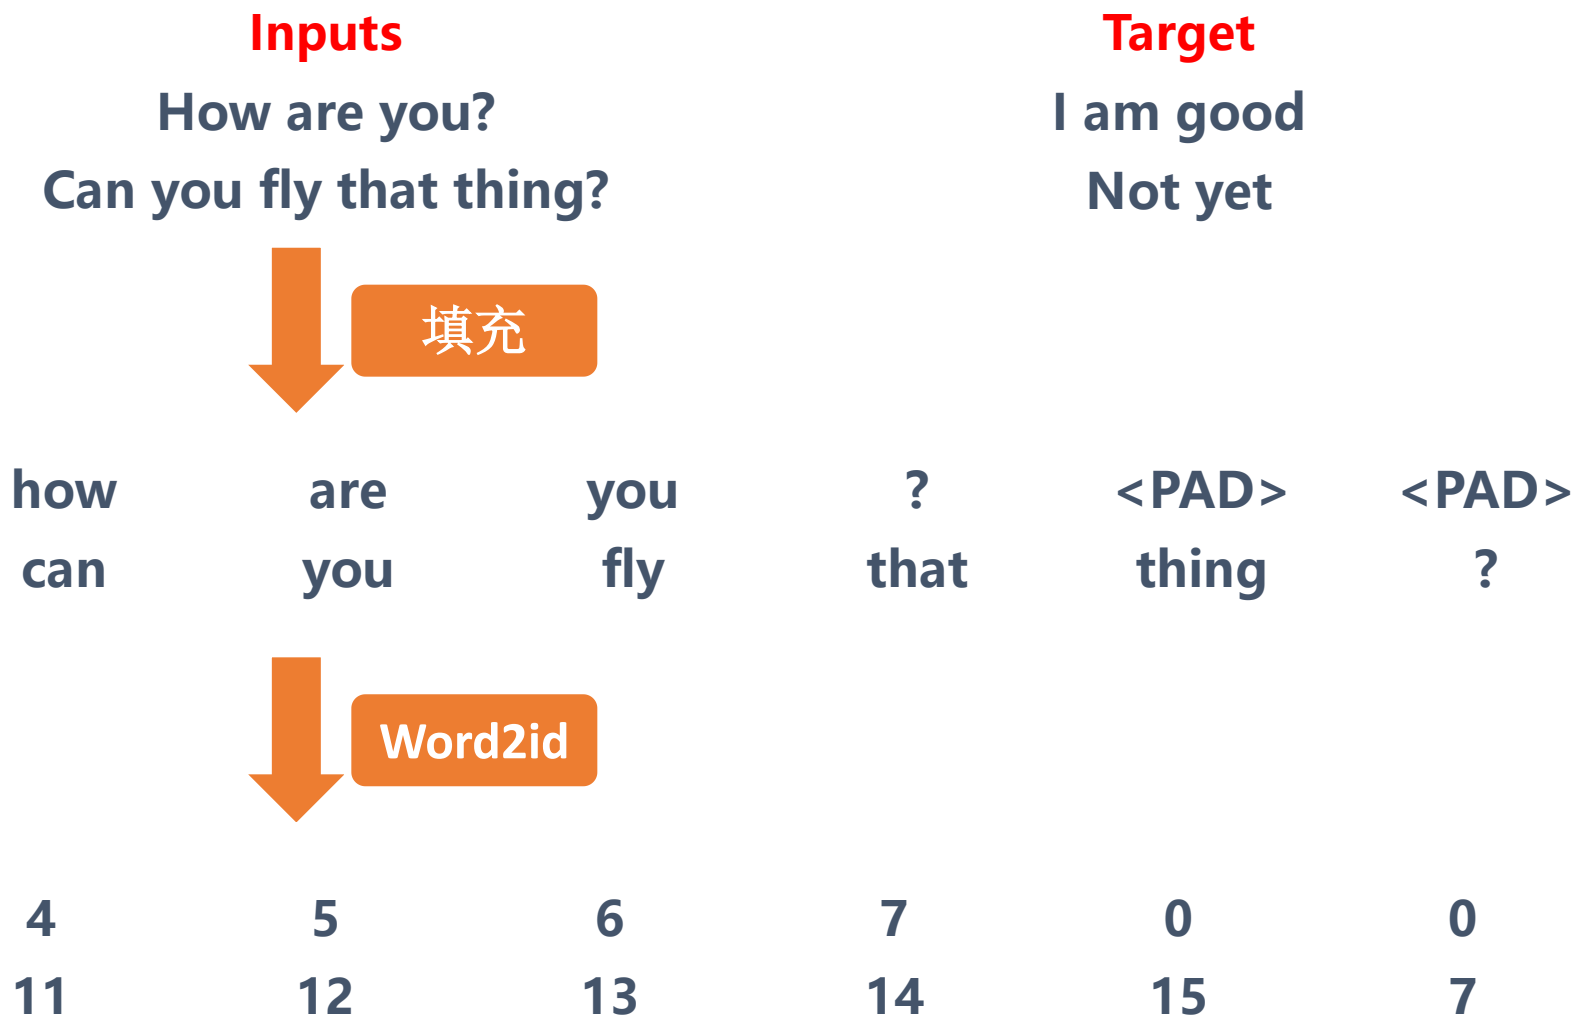 Inputs Target
How are you? I am good
Can you fly that thing? Not yet
填充
how are you ? <PAD> <PAD>
can you fly that thing ?
Word2id
4 5 6 7 0 0
11 12 13 14 15 7